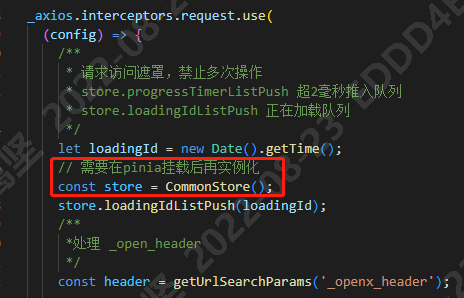 _axios.interceptors.request.use(
(config) => {
/**
* 请求访问遮罩，禁止多次操作
* store.progressTimerListPush 超2毫秒推入队列
* store.loadingIdListPush 正在加载队列
*/
let loadingId = new Date().getTime();
// 需要在pinia挂载后再实例化
const store = CommonStore();
store.loadingIdListPush(loadingId);
/**
*处理 _open_header
*/
const header = getUrlSearchParams('_openx_header');